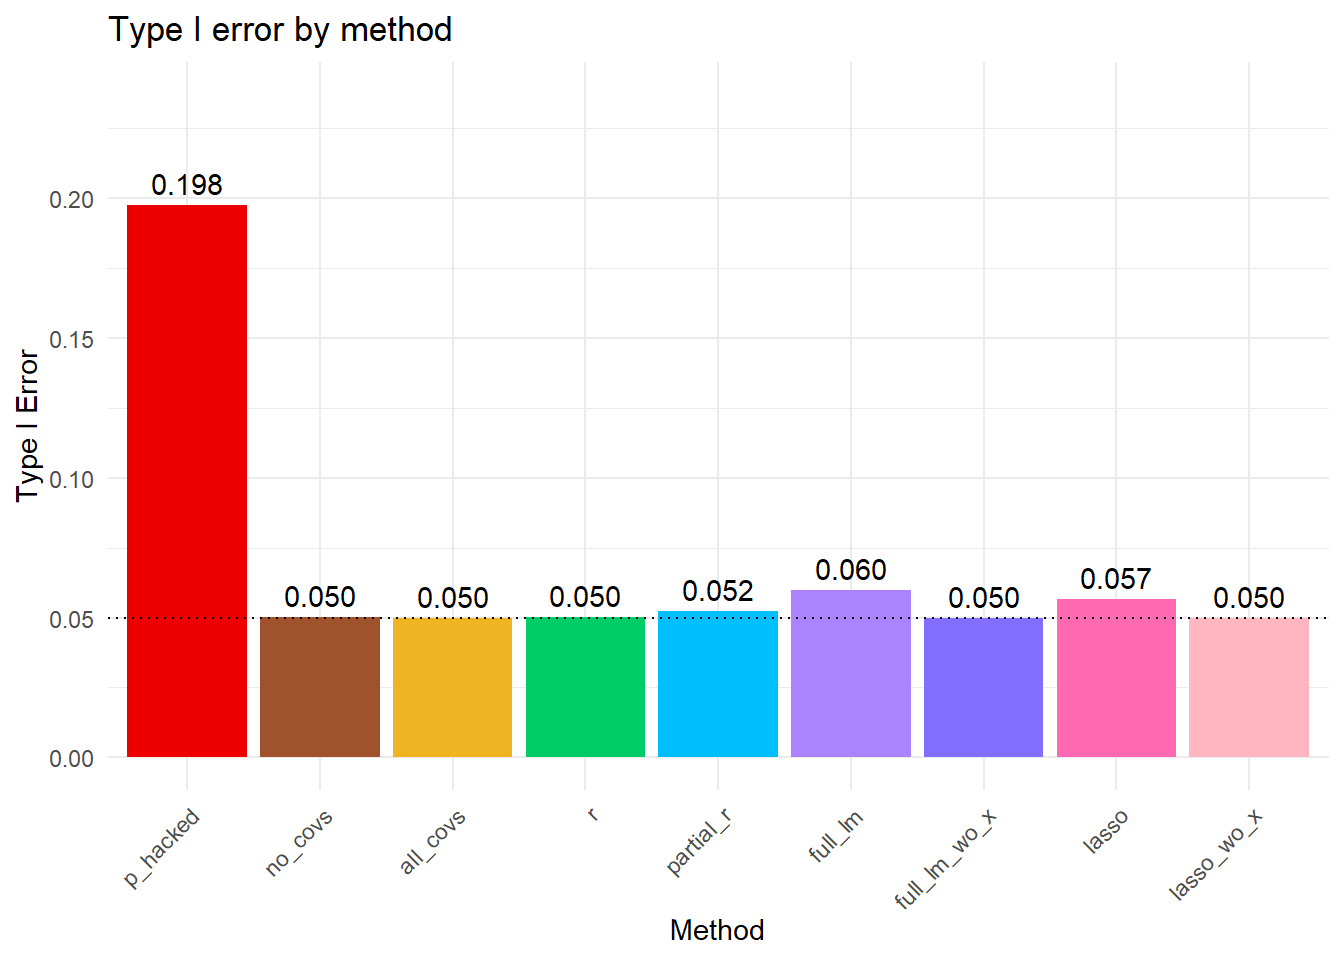 Type I error by method
Type I Error
0.20
0.15
0.10
0.05
0.00
0.198
0.050
0.050
0.050
0.052
0.060
0.050
0.057
0.050
p_hacked
no_covs
all_covs
r
partial_r
full_lm
full_lm_wo_x
lasso
lasso_wo_x
Method